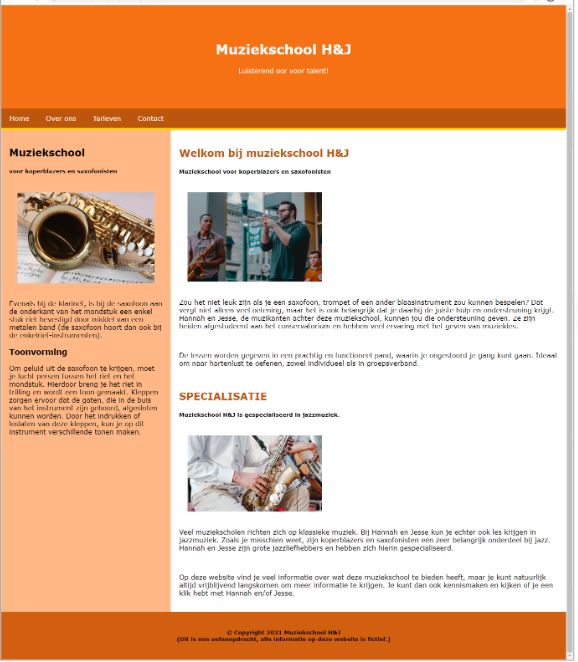 Muziekschool H&J
Luisterend oor voor talent!
Home Over ons Tarieven Contact
Muziekschool
voor koperblazers en saxofonisten
Evenals bij de klarinet, is bij de saxofoon aan
de onderkant van het mondstuk een enkel
stuk riet bevestigd door middel van een
metalen band (de saxofoon hoort dan ook bij
de enkelriet-instrumenten).
Toonvorming
Om geluid uit de saxofoon te krijgen, moet
je lucht persen tussen het riet en het
mondstuk. Hierdoor breng je het riet in
trilling en wordt een toon gemaakt. Kleppen
zorgen ervoor dat de gaten, die in de buis
van het instrument zijn geboord, afgesloten
kunnen worden. Door het indrukken of
loslaten van deze kleppen, kun je op dit
instrument verschillende tonen maken.
Welkom bij muziekschool H&J
Muziekschool voor koperblazers en saxofonisten
Zou het niet leuk zijn als je een saxofoon, trompet of een ander blaasinstrument zou kunnen bespelen? Dat
vergt niet alleen veel oefening, maar het is ook belangrijk dat je daarbij de juiste hulp en ondersteuning krijgt.
Hannah en Jesse, de muzikanten achter deze muziekschool, kunnen jou die ondersteuning geven. Ze zijn
beiden afgestudeerd aan het conservatorium en hebben veel ervaring met het geven van muziekles.
De lessen worden gegeven in een prachtig en functioneel pand, waarin je ongestoord je gang kunt gaan. Ideaal
om naar hartenlust te oefenen, zowel individueel als in groepsverband.
SPECIALISATIE
Muziekschool H&J is gespecialiseerd in jazzmuziek.
Veel muziekscholen richten zich op klassieke muziek. Bij Hannah en Jesse kun je echter ook les krijgen in
jazzmuziek. Zoals je misschien weet, zijn koperblazers en saxofonisten een zeer belangrijk onderdeel bij jazz.
Hannah en Jesse zijn grote jazzliefhebbers en hebben zich hierin gespecialiseerd.
Op deze website vind je veel informatie over wat deze muziekschool te bieden heeft, maar je kunt natuurlijk
altijd vrijblijvend langskomen om meer informatie te krijgen. Je kunt dan ook kennismaken en kijken of je een
klik hebt met Hannah en/of Jesse.
© Copyright 2021 Muziekschool H&J
(Dit is een oefenopdracht, alle informatie op deze website is fictief.)